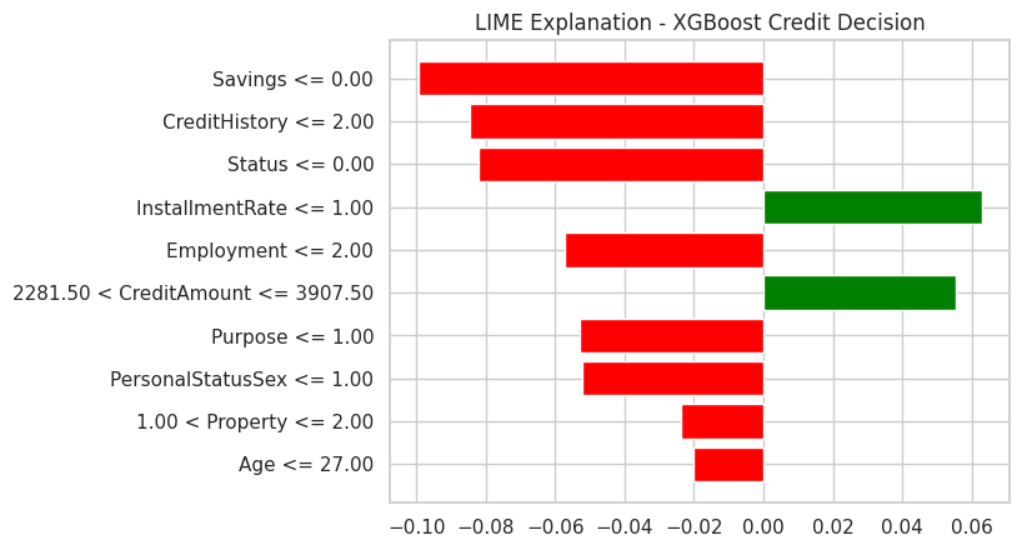 LIME Explanation - XGBoost Credit Decision
Savings <= 0.00
CreditHistory <= 2.00
Status <= 0.00
InstallmentRate <= 1.00
Employment <= 2.00
2281.50 < CreditAmount <= 3907.50
Purpose <= 1.00
PersonalStatusSex <= 1.00
1.00 < Property <= 2.00
Age <= 27.00
−0.10 −0.08 −0.06 −0.04 −0.02 0.00 0.02 0.04 0.06